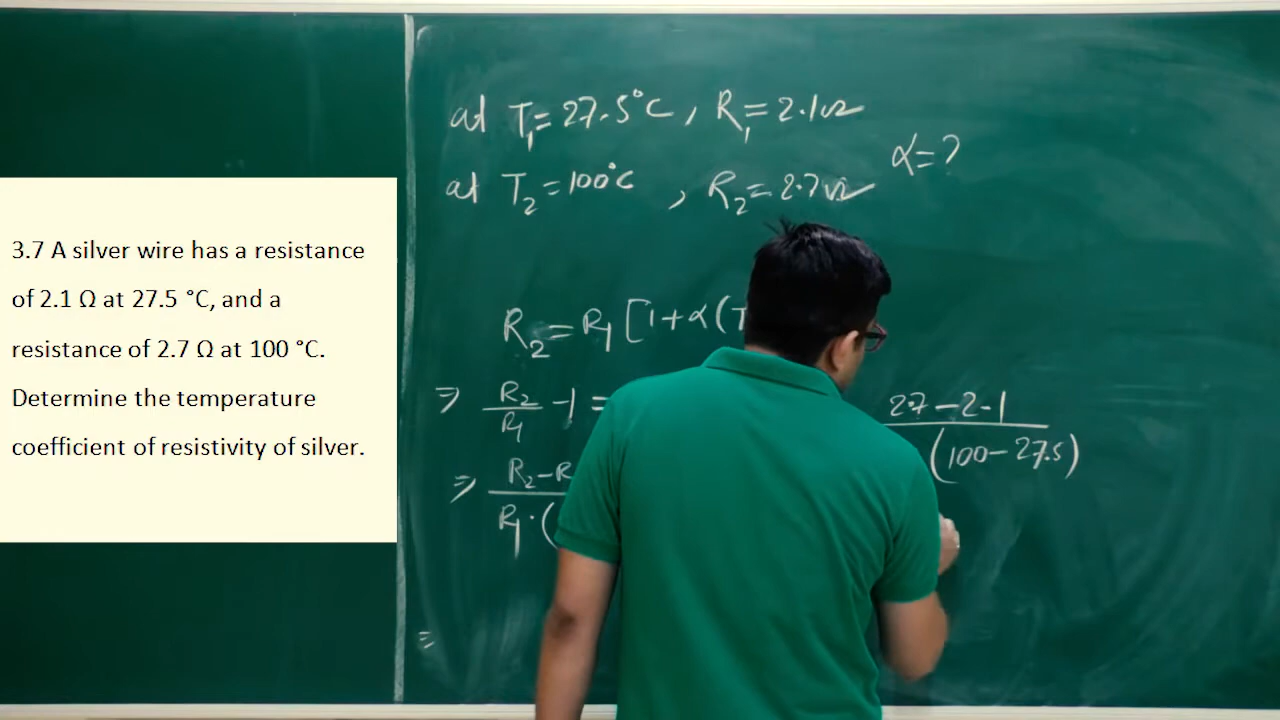 3.7 A silver wire has a resistance
of 2.1 Ω at 27.5 °C, and a
resistance of 2.7 Ω at 100 °C.
Determine the temperature
coefficient of resistivity of silver.
at T₁ = 27.5°C, R₁ = 2.1Ω
α = ?
at T₂ = 100°C, R₂ = 2.7Ω
R₂ = R₁ [1 + α (T
⇒ R₂/R₁ - 1 =
2.7 - 2.1
(100 - 27.5)
⇒ R₂ - R
R₁ · (
=